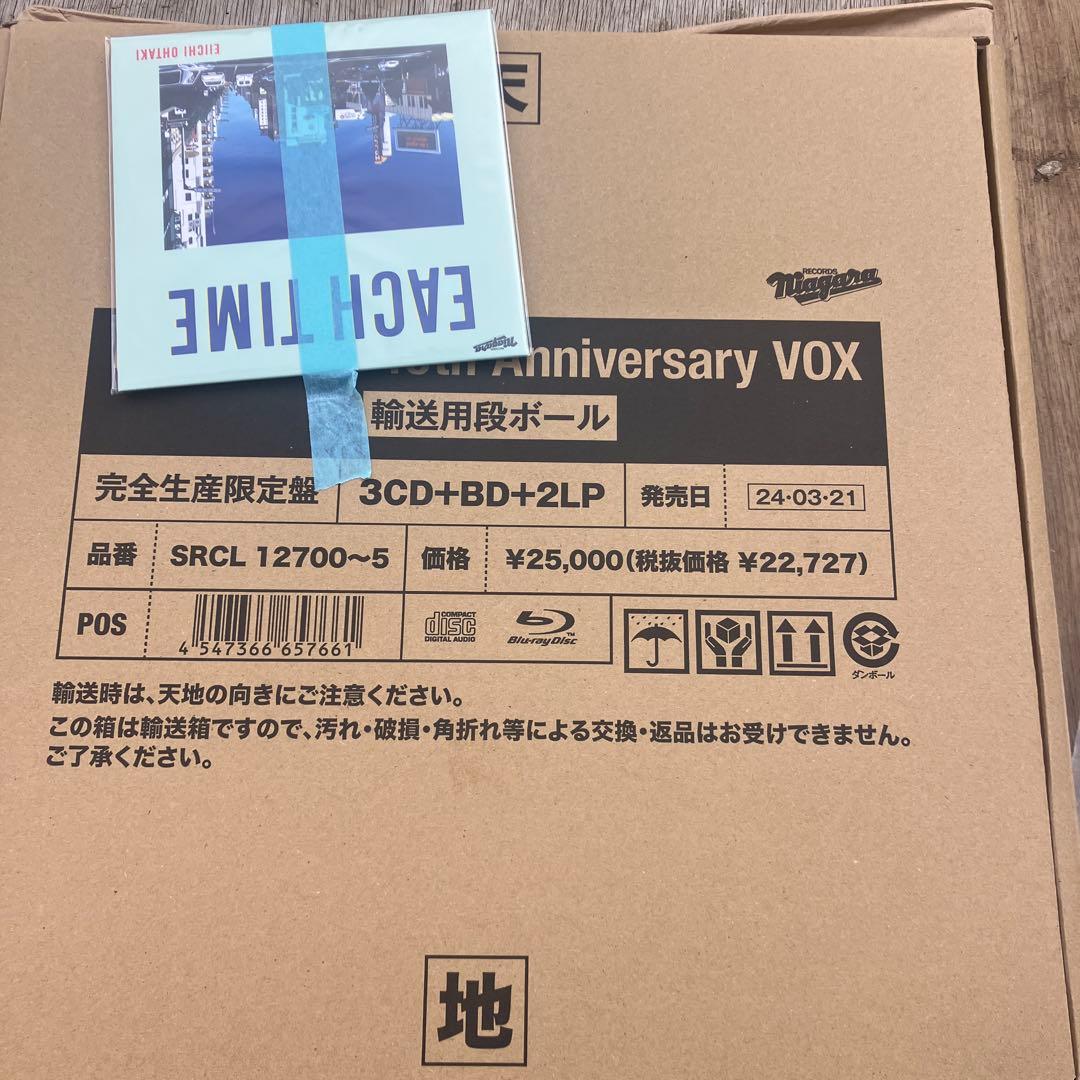 天
EIICHI OHTAKI
EACH TIME
Niagara
RECORDS
Niagara
40th Anniversary VOX
輸送用段ボール
完全生産限定盤
3CD+BD+2LP
発売日
24・03・21
品番
SRCL 12700〜5
価格
¥25,000(税抜価格 ¥22,727)
POS
4 547366 657661
COMPACT
disc
DIGITAL AUDIO
Blu-ray Disc™
ダンボール
輸送時は、天地の向きにご注意ください。
この箱は輸送箱ですので、汚れ・破損・角折れ等による交換・返品はお受けできません。
ご了承ください。
地